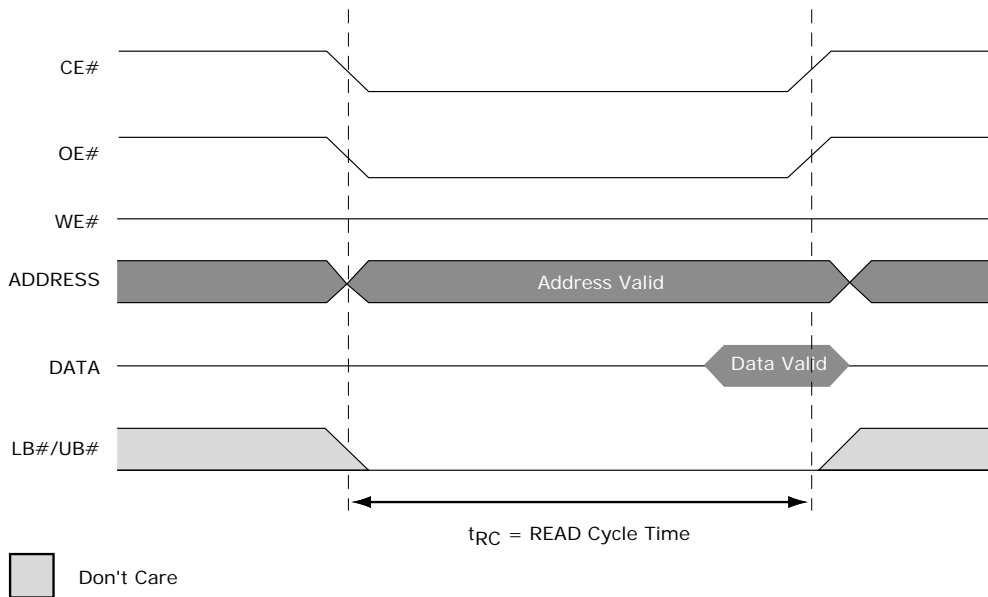 CE#
OE#
WE#
ADDRESS
Address Valid
DATA
Data Valid
LB#/UB#
tRC = READ Cycle Time
Don't Care